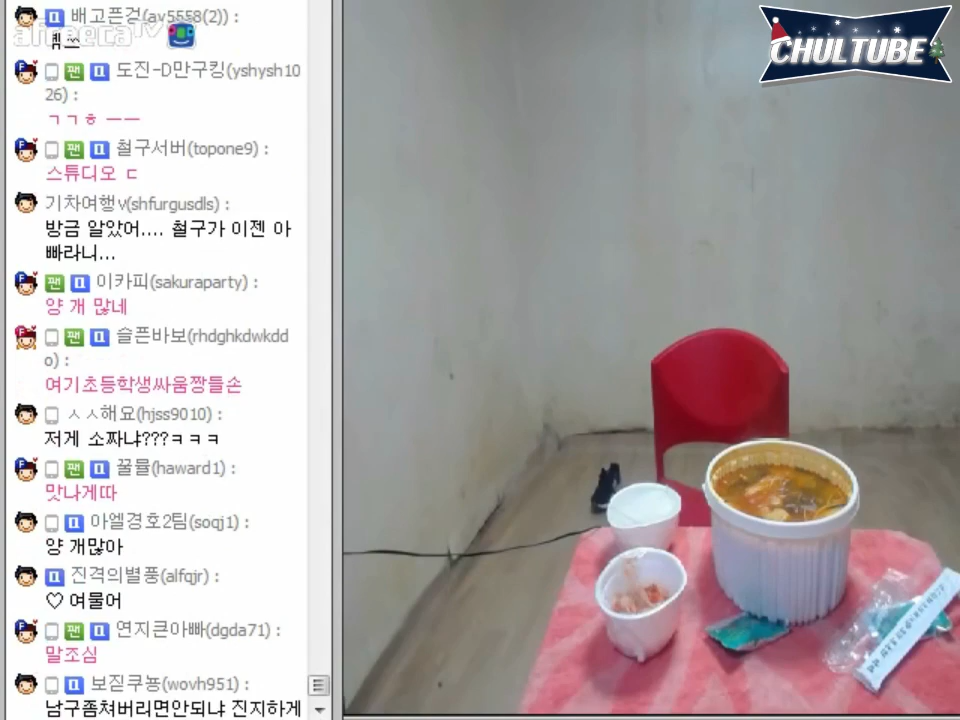 배고픈걸(av5558(2)) :
afreecaTV
도진-D만구킹(yshysh10
26) :
ㄱㄱㅎ ㅡㅡ
철구서버(topone9) :
스튜디오 ㄷ
기차여행v(shfurgusdls) :
방금 알았어.... 철구가 이젠 아
빠라니...
이카피(sakuraparty) :
양 개 많네
슬픈바보(rhdghkdwkdd
o) :
여기초등학생싸움짱들손
ㅅㅅ해요(hjss9010) :
저게 소짜냐???ㅋㅋㅋ
꿀뮬(haward1) :
맛나게따
아엘경호2팀(soqj1) :
양 개많아
진격의별풍(alfqjr) :
♡ 여물어
연지큰아빠(dgda71) :
말조심
보짇쿠뇽(wovh951) :
남구좀쳐버리면안되냐 진지하게
CHULTUBE